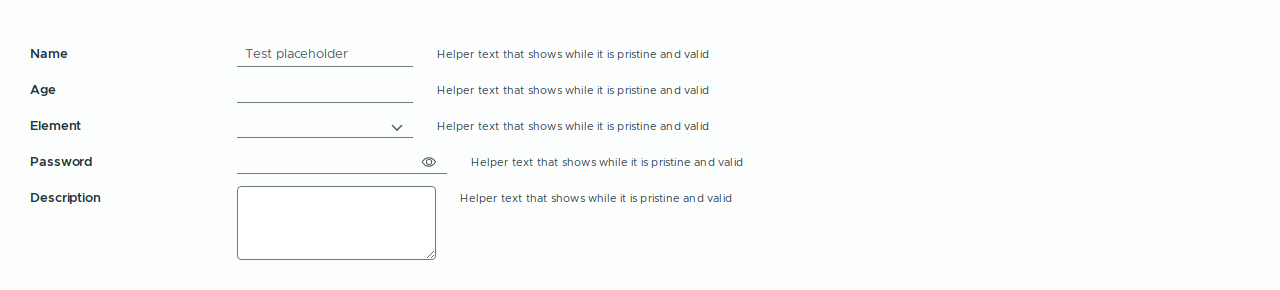 Name Test placeholder Helper text that shows while it is pristine and valid
Age Helper text that shows while it is pristine and valid
Element Helper text that shows while it is pristine and valid
Password Helper text that shows while it is pristine and valid
Description Helper text that shows while it is pristine and valid